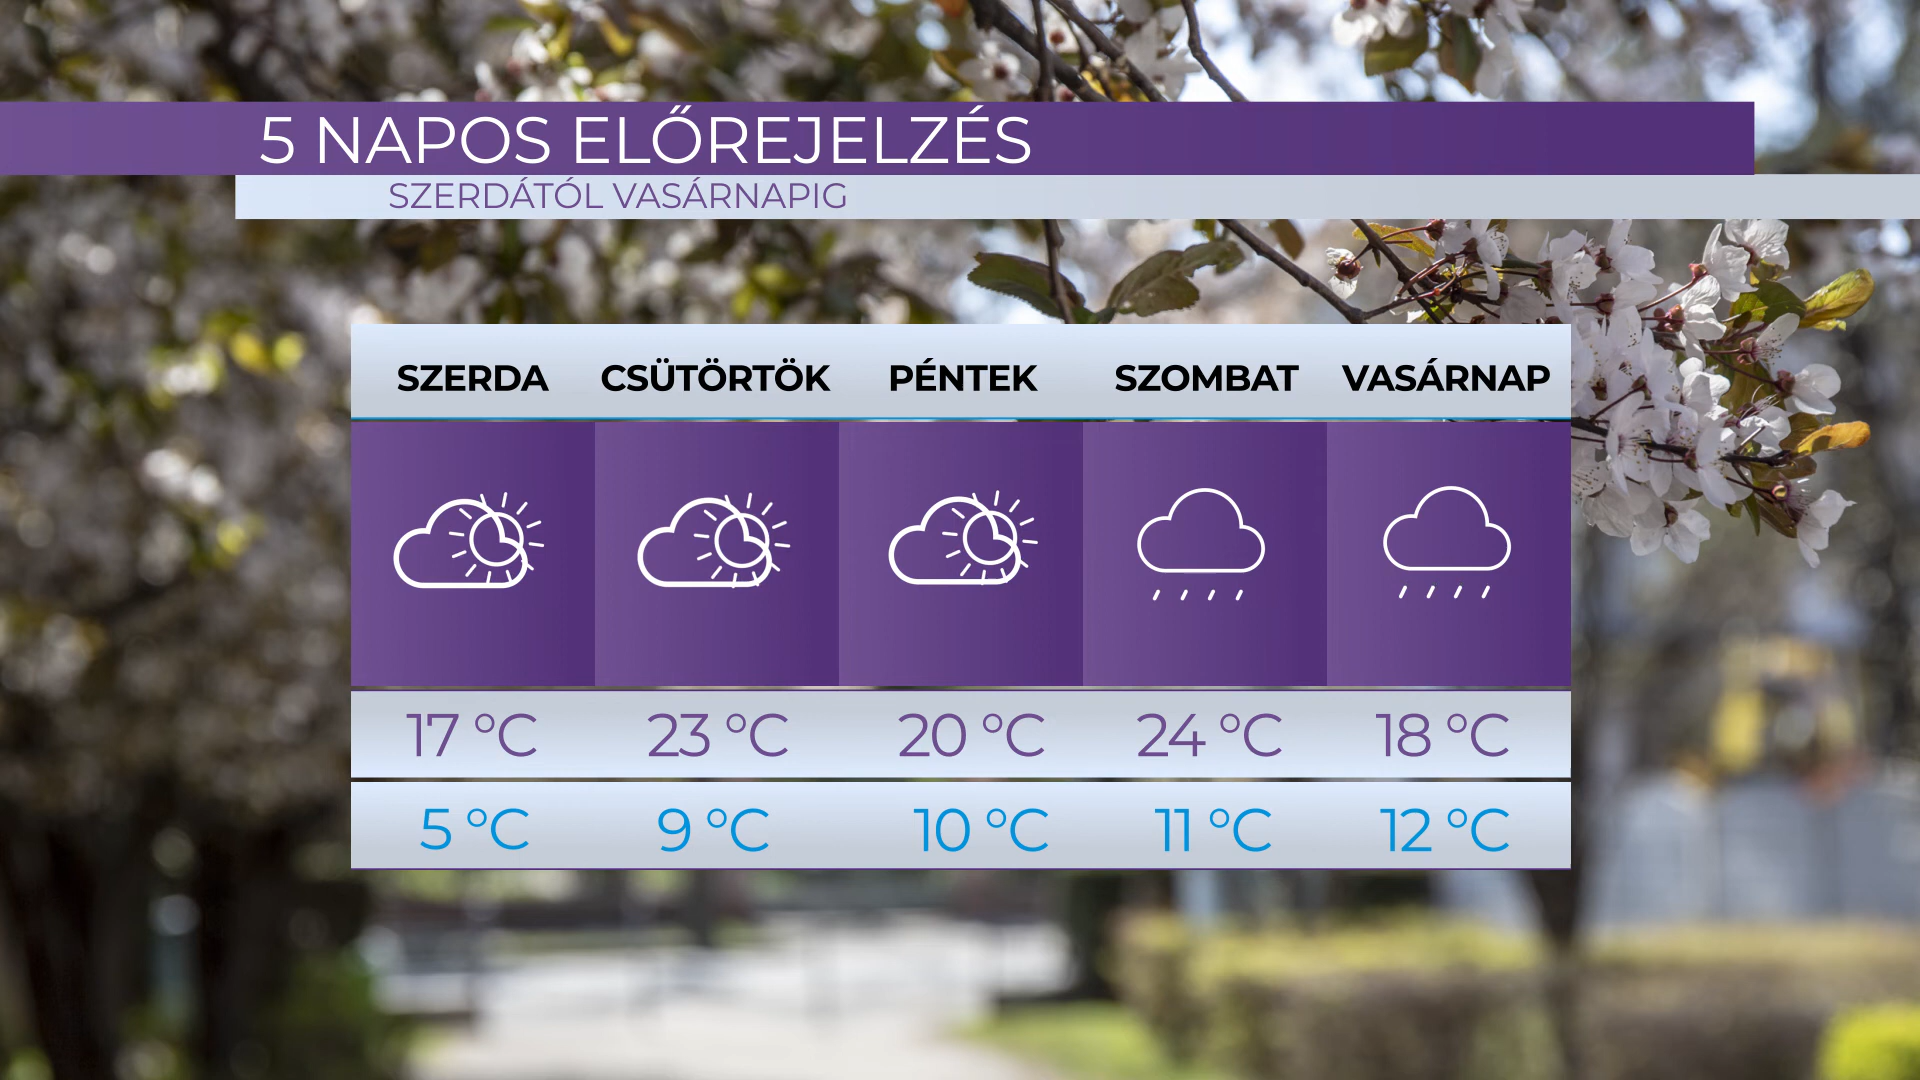 5 NAPOS ELŐREJELZÉS
SZERDÁTÓL VASÁRNAPIG
SZERDA CSÜTÖRTÖK PÉNTEK SZOMBAT VASÁRNAP
17 °C 23 °C 20 °C 24 °C 18 °C
5 °C 9 °C 10 °C 11 °C 12 °C